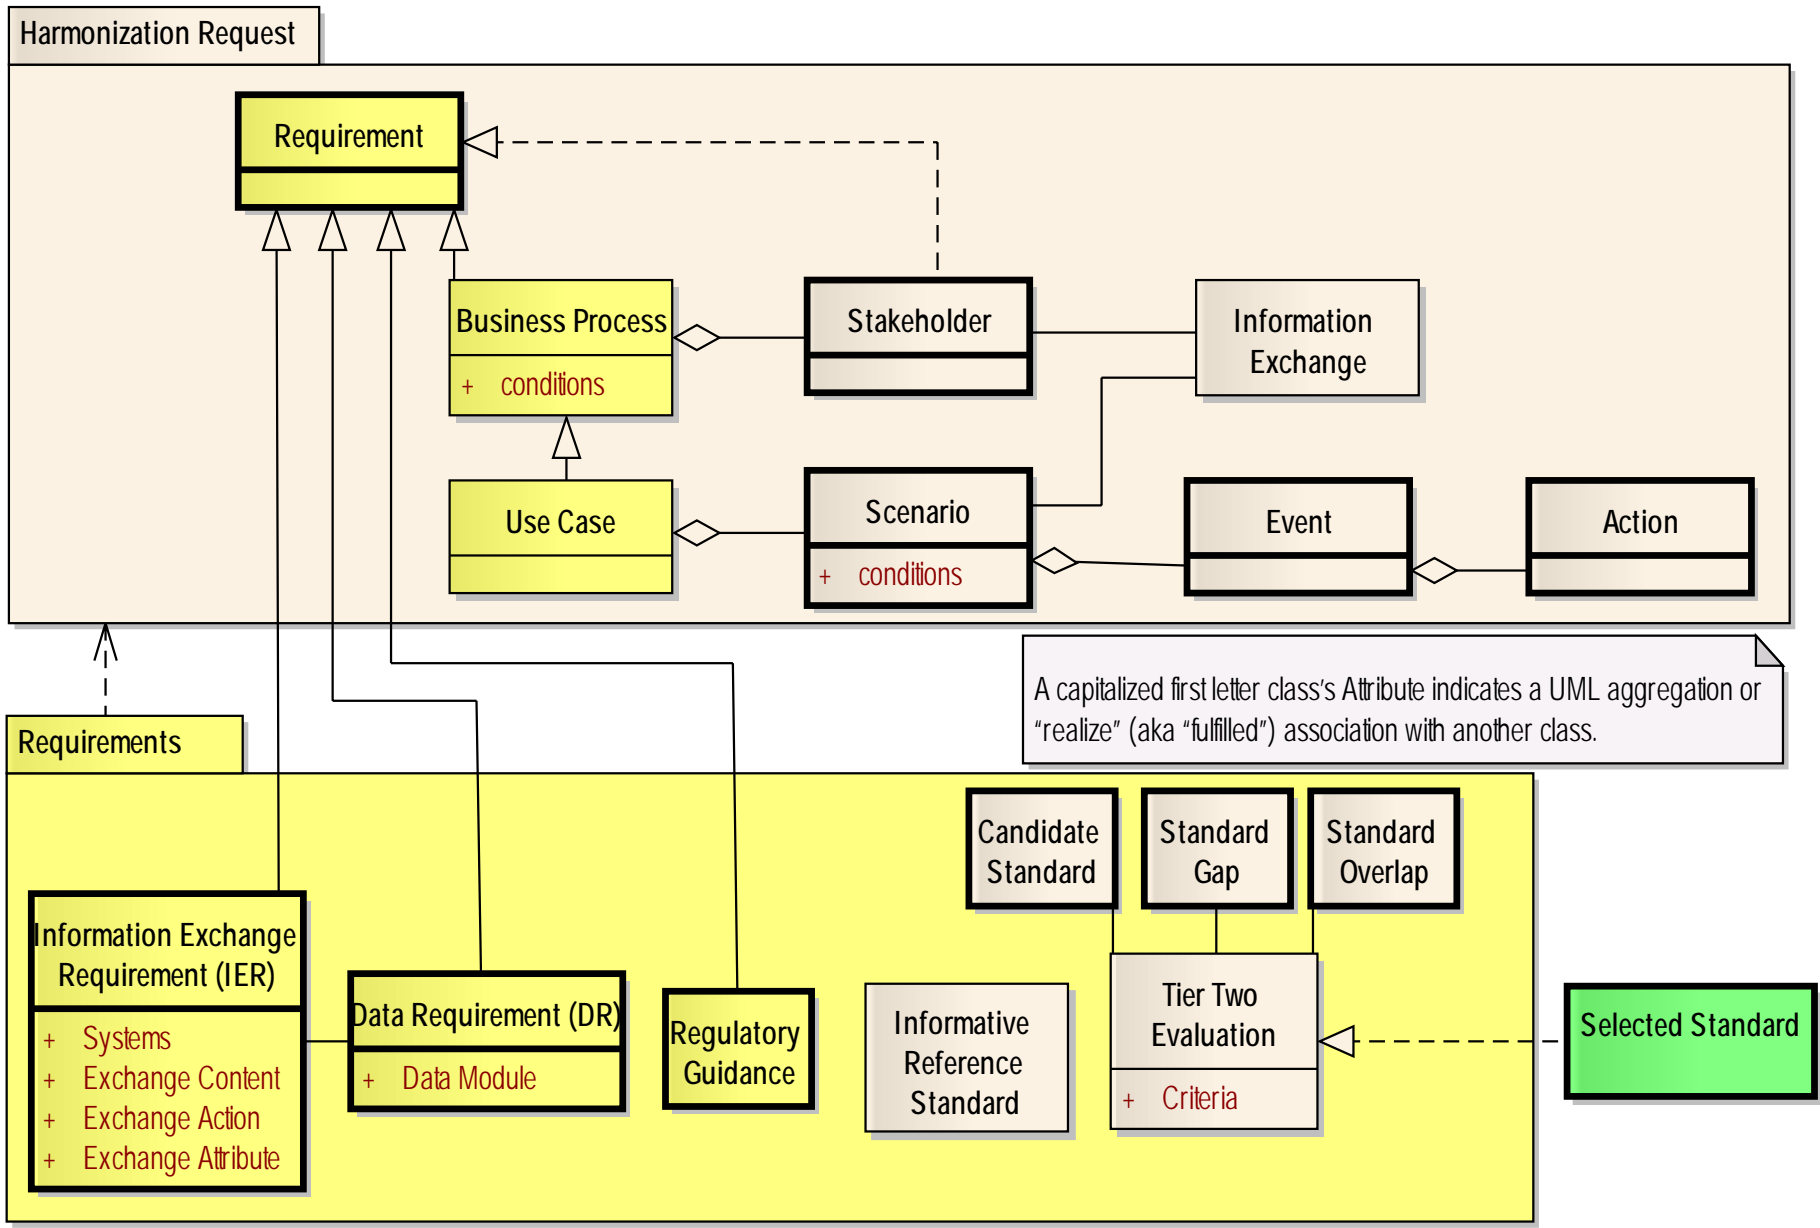 Harmonization Request
Requirement
Business Process
+ conditions
Stakeholder
Information
Exchange
Use Case
Scenario
+ conditions
Event
Action
A capitalized first letter class's Attribute indicates a UML aggregation or
“realize” (aka “fulfilled”) association with another class.
Requirements
Candidate
Standard
Standard
Gap
Standard
Overlap
Information Exchange
Requirement (IER)
+ Systems
+ Exchange Content
+ Exchange Action
+ Exchange Attribute
Data Requirement (DR)
+ Data Module
Regulatory
Guidance
Informative
Reference
Standard
Tier Two
Evaluation
+ Criteria
Selected Standard